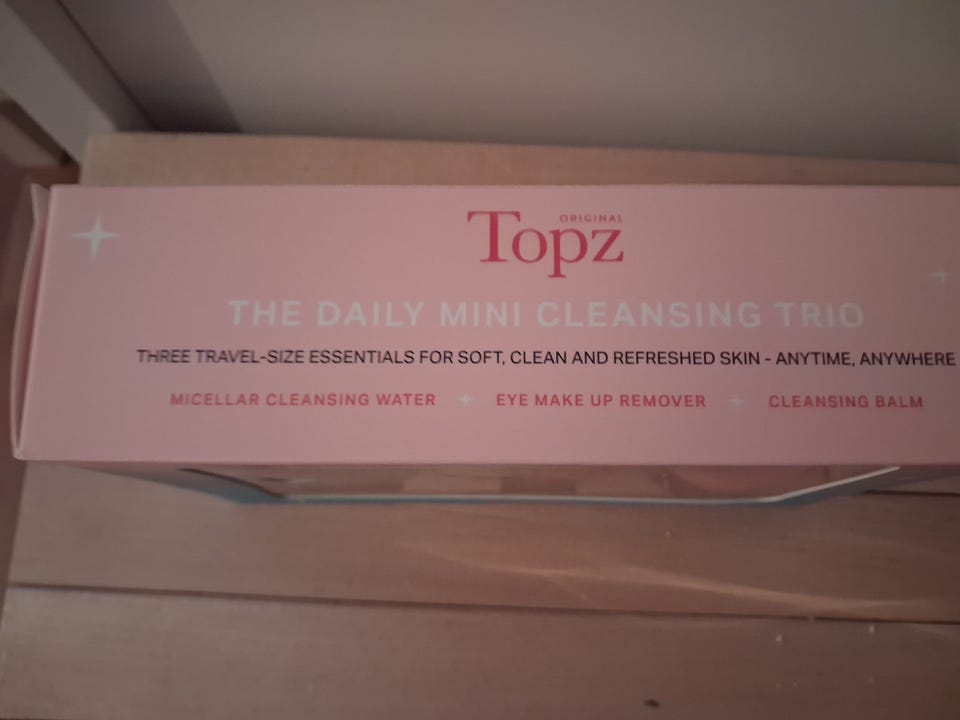 ORIGINAL
Topz
THE DAILY MINI CLEANSING TRIO
THREE TRAVEL-SIZE ESSENTIALS FOR SOFT, CLEAN AND REFRESHED SKIN - ANYTIME, ANYWHERE
MICELLAR CLEANSING WATER EYE MAKE UP REMOVER CLEANSING BALM